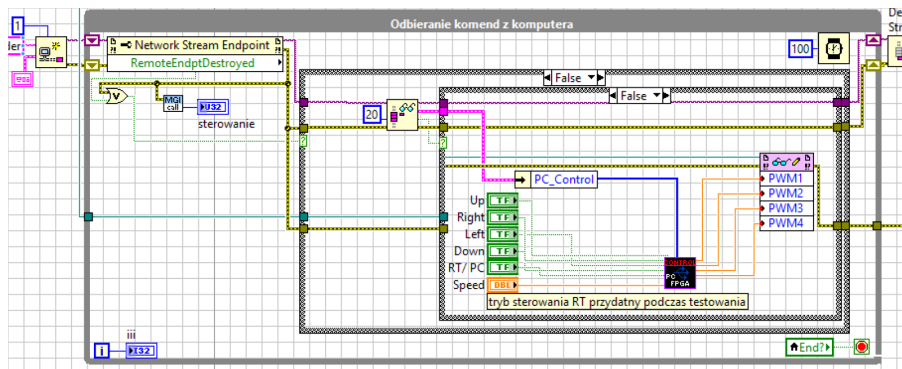 Odbieranie komend z komputera
De
Str
1
der
Network Stream Endpoint
RemoteEndptDestroyed
100
False
False
V
MGI
call
U32
sterowanie
20
?
?
PWM1
PWM2
PWM3
PWM4
PC_Control
Up TF
Right TF
Left TF
Down TF
RT/ PC TF
Speed DBL
CONTROL
PC
FPGA
tryb sterowania RT przydatny podczas testowania
iii
i
I32
End?